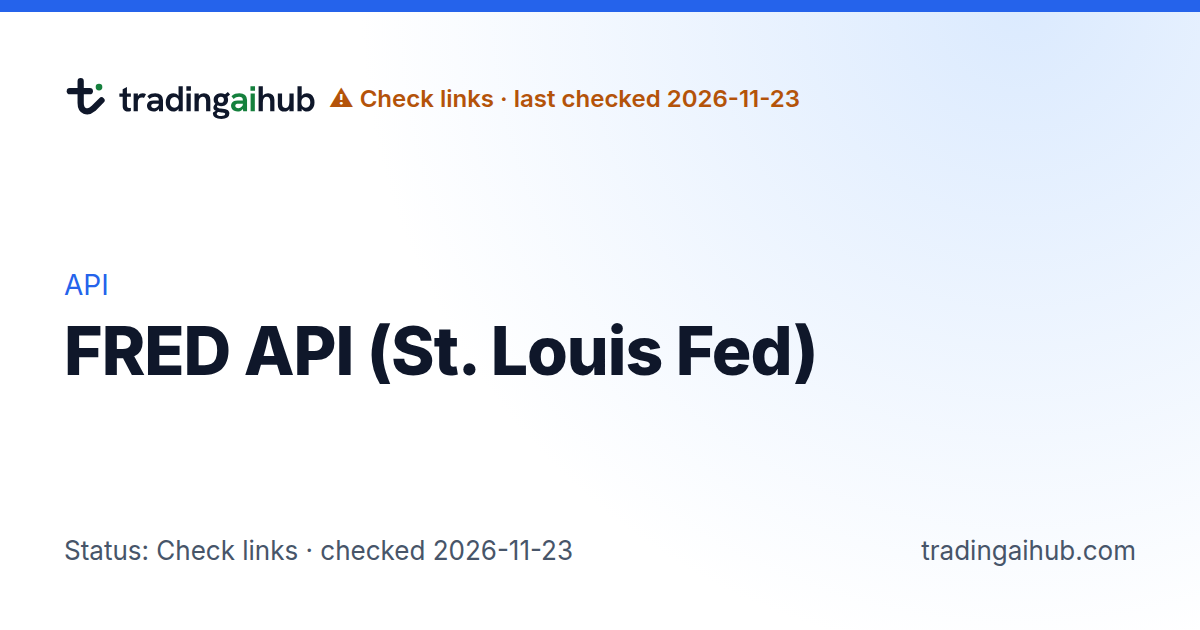 tradingaihub ⚠ Check links · last checked 2026-11-23
API
FRED API (St. Louis Fed)
Status: Check links · checked 2026-11-23
tradingaihub.com